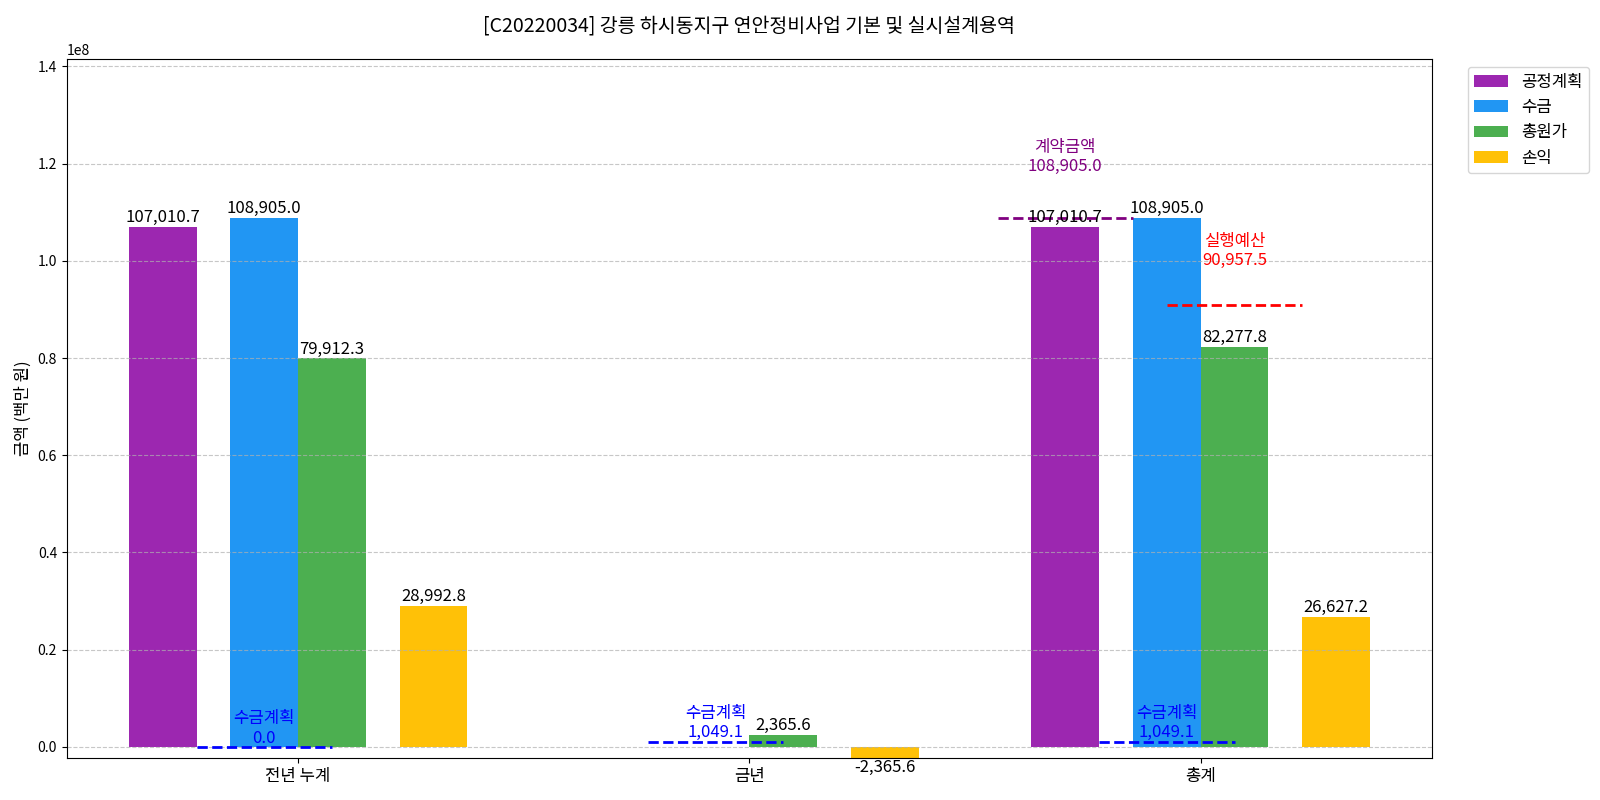 [C20220034] 강릉 하시동지구 연안정비사업 기본 및 실시설계용역
1e8
1.4
1.2
1.0
0.8
0.6
0.4
0.2
0.0
금액 (백만 원)
107,010.7
108,905.0
79,912.3
28,992.8
수금계획
0.0
수금계획
1,049.1
2,365.6
-2,365.6
계약금액
108,905.0
107,010.7
108,905.0
실행예산
90,957.5
82,277.8
26,627.2
수금계획
1,049.1
전년 누계
금년
총계
공정계획
수금
총원가
손익